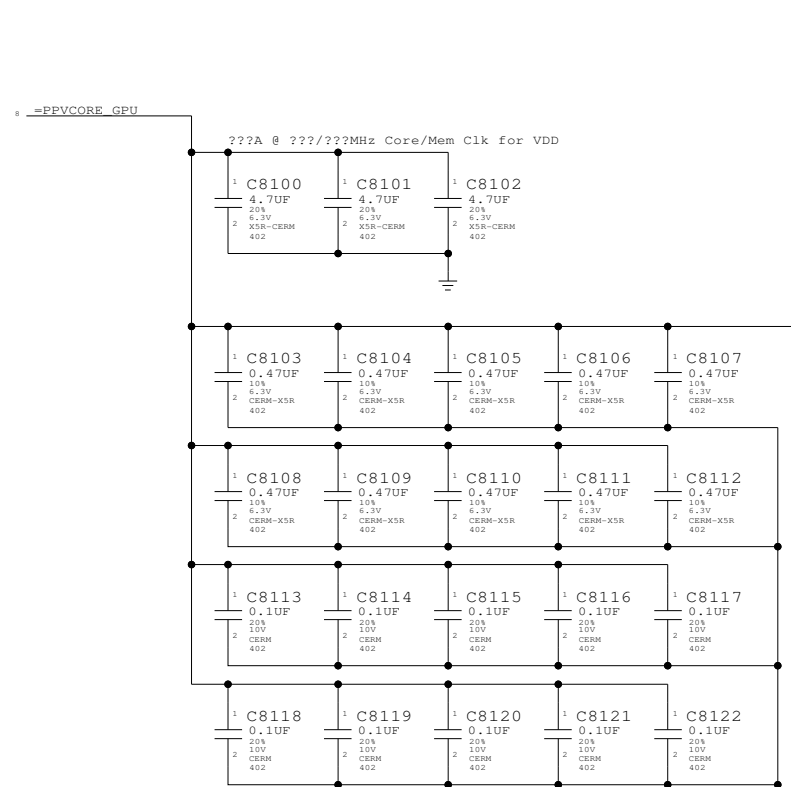 8 =PPVCORE_GPU
???A @ ???/???MHz Core/Mem Clk for VDD
1 C8100 1 C8101 1 C8102
4.7UF 4.7UF 4.7UF
20% 20% 20%
6.3V 6.3V 6.3V
2 X5R-CERM 2 X5R-CERM 2 X5R-CERM
402 402 402
1 C8103 1 C8104 1 C8105 1 C8106 1 C8107
0.47UF 0.47UF 0.47UF 0.47UF 0.47UF
10% 10% 10% 10% 10%
6.3V 6.3V 6.3V 6.3V 6.3V
2 CERM-X5R 2 CERM-X5R 2 CERM-X5R 2 CERM-X5R 2 CERM-X5R
402 402 402 402 402
1 C8108 1 C8109 1 C8110 1 C8111 1 C8112
0.47UF 0.47UF 0.47UF 0.47UF 0.47UF
10% 10% 10% 10% 10%
6.3V 6.3V 6.3V 6.3V 6.3V
2 CERM-X5R 2 CERM-X5R 2 CERM-X5R 2 CERM-X5R 2 CERM-X5R
402 402 402 402 402
1 C8113 1 C8114 1 C8115 1 C8116 1 C8117
0.1UF 0.1UF 0.1UF 0.1UF 0.1UF
20% 20% 20% 20% 20%
10V 10V 10V 10V 10V
2 CERM 2 CERM 2 CERM 2 CERM 2 CERM
402 402 402 402 402
1 C8118 1 C8119 1 C8120 1 C8121 1 C8122
0.1UF 0.1UF 0.1UF 0.1UF 0.1UF
20% 20% 20% 20% 20%
10V 10V 10V 10V 10V
2 CERM 2 CERM 2 CERM 2 CERM 2 CERM
402 402 402 402 402